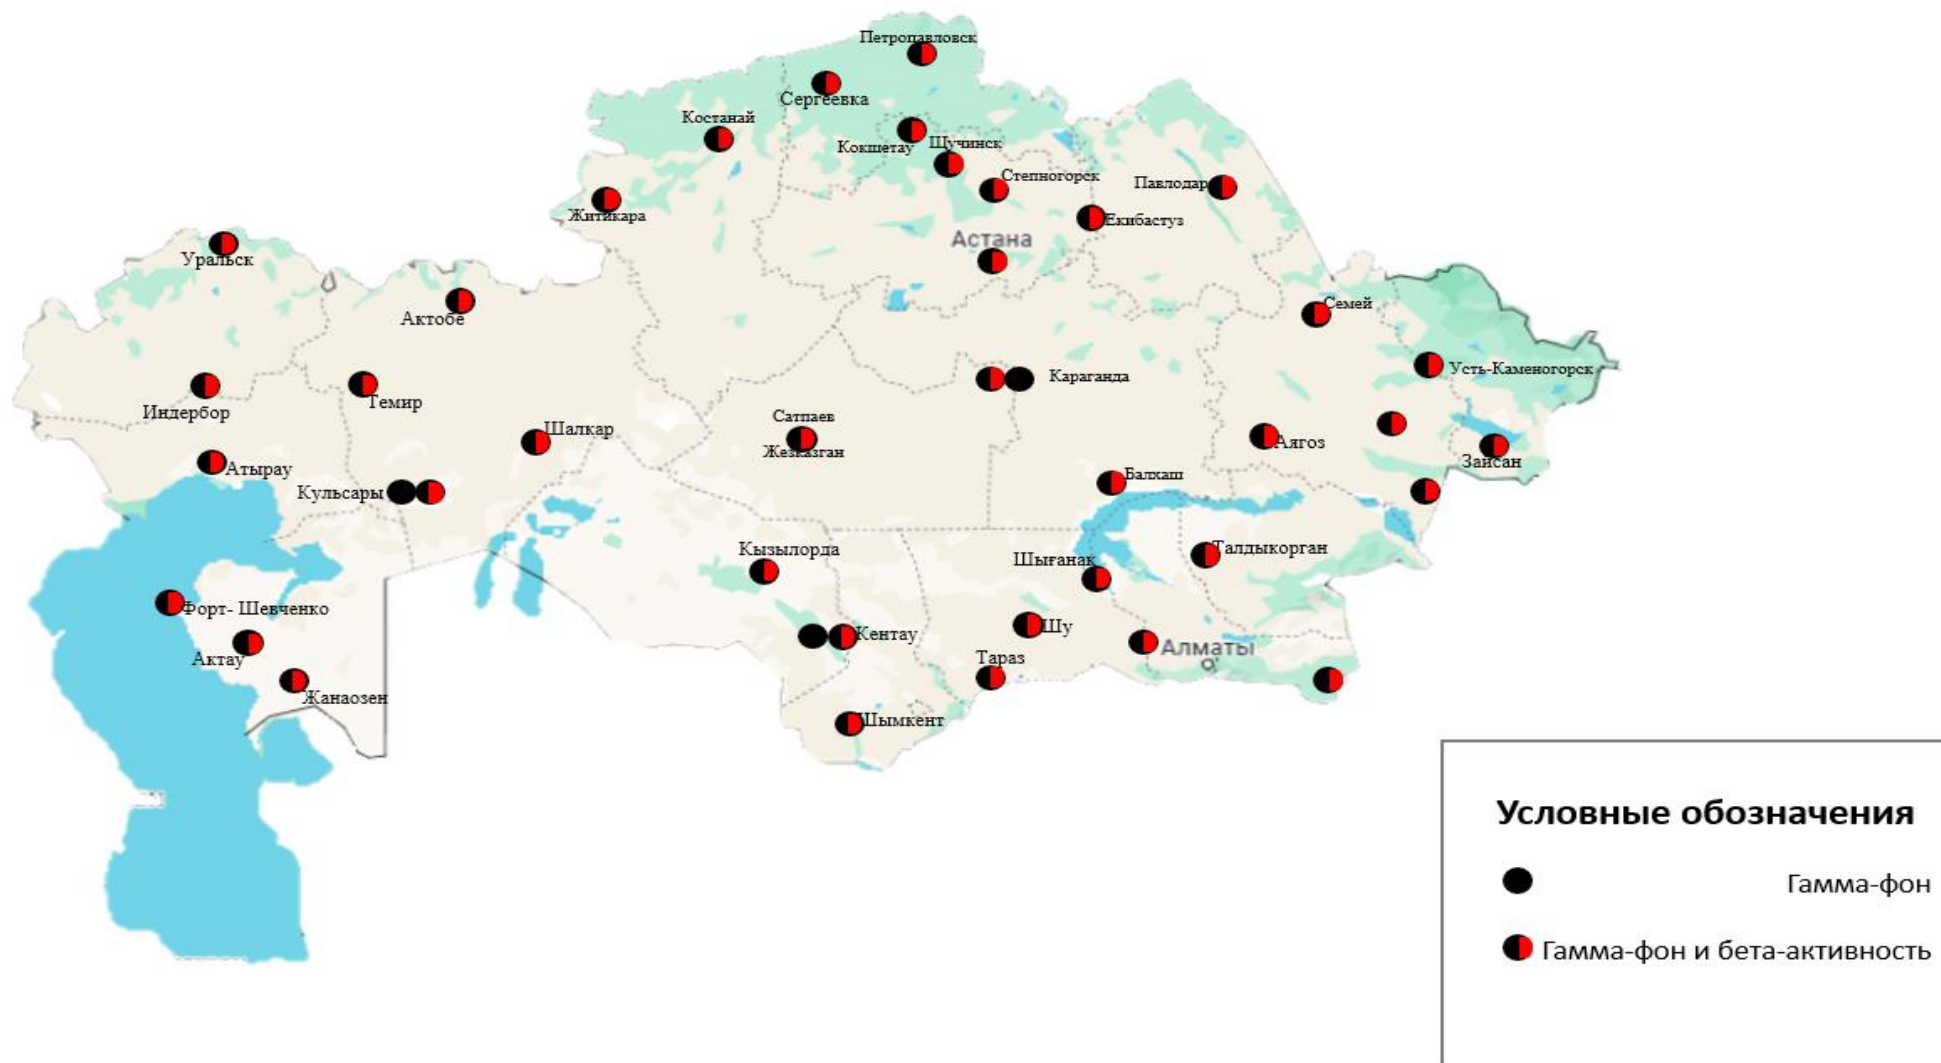 Петропавловск
Сергеевка
Костанай
Кокшетау
Щучинск
Степногорск
Павлодар
Житикара
Екибастуз
Астана
Уральск
Семей
Актобе
Усть-Каменогорск
Караганда
Темир
Индербор
Сатпаев
Шалкар
Аягоз
Жезказган
Зайсан
Атырау
Балхаш
Кульсары
Кызылорда
Талдыкорган
Шығанак
Форт- Шевченко
Шу
Кентау
Алматы
Актау
Тараз
Жанаозен
Шымкент
Условные обозначения
Гамма-фон
Гамма-фон и бета-активность